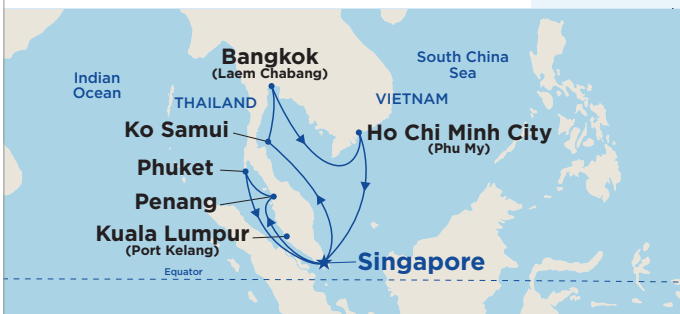 Bangkok
(Laem Chabang)
South China
Sea
Indian
Ocean
THAILAND
VIETNAM
Ko Samui
Ho Chi Minh City
(Phu My)
Phuket
Penang
Kuala Lumpur
(Port Kelang)
Singapore
Equator